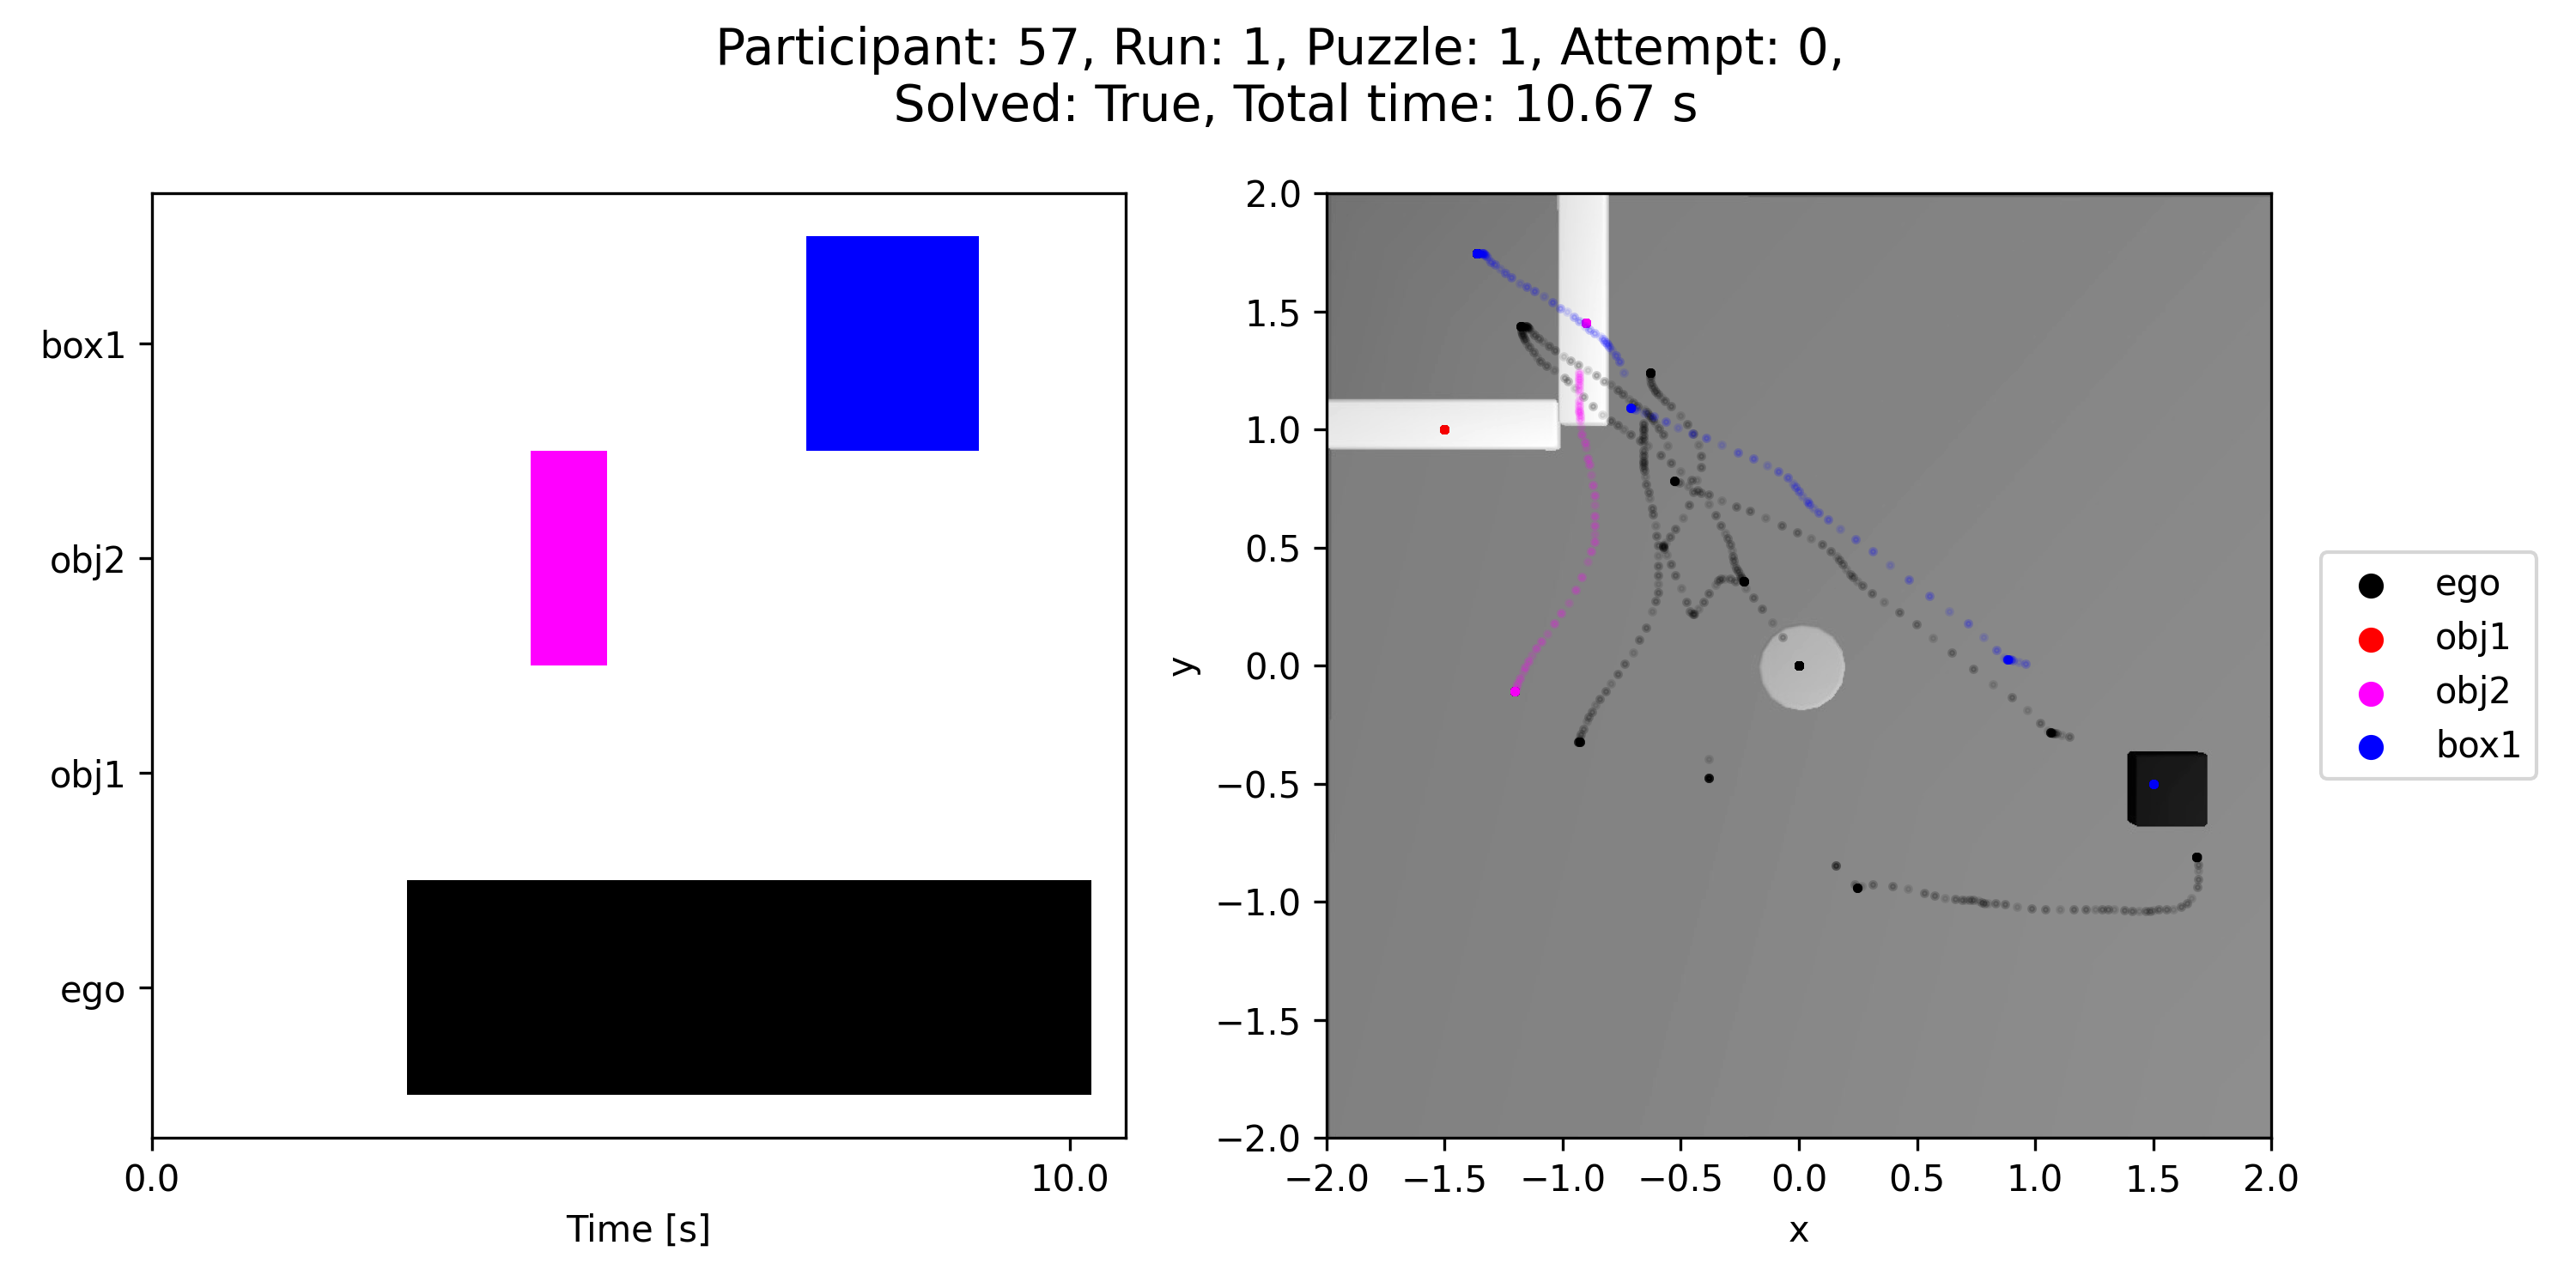 Participant: 57, Run: 1, Puzzle: 1, Attempt: 0,
Solved: True, Total time: 10.67 s
box1
obj2
obj1
ego
0.0
10.0
Time [s]
2.0
1.5
1.0
0.5
0.0
−0.5
−1.0
−1.5
−2.0
y
−2.0
−1.5
−1.0
−0.5
0.0
0.5
1.0
1.5
2.0
x
ego
obj1
obj2
box1